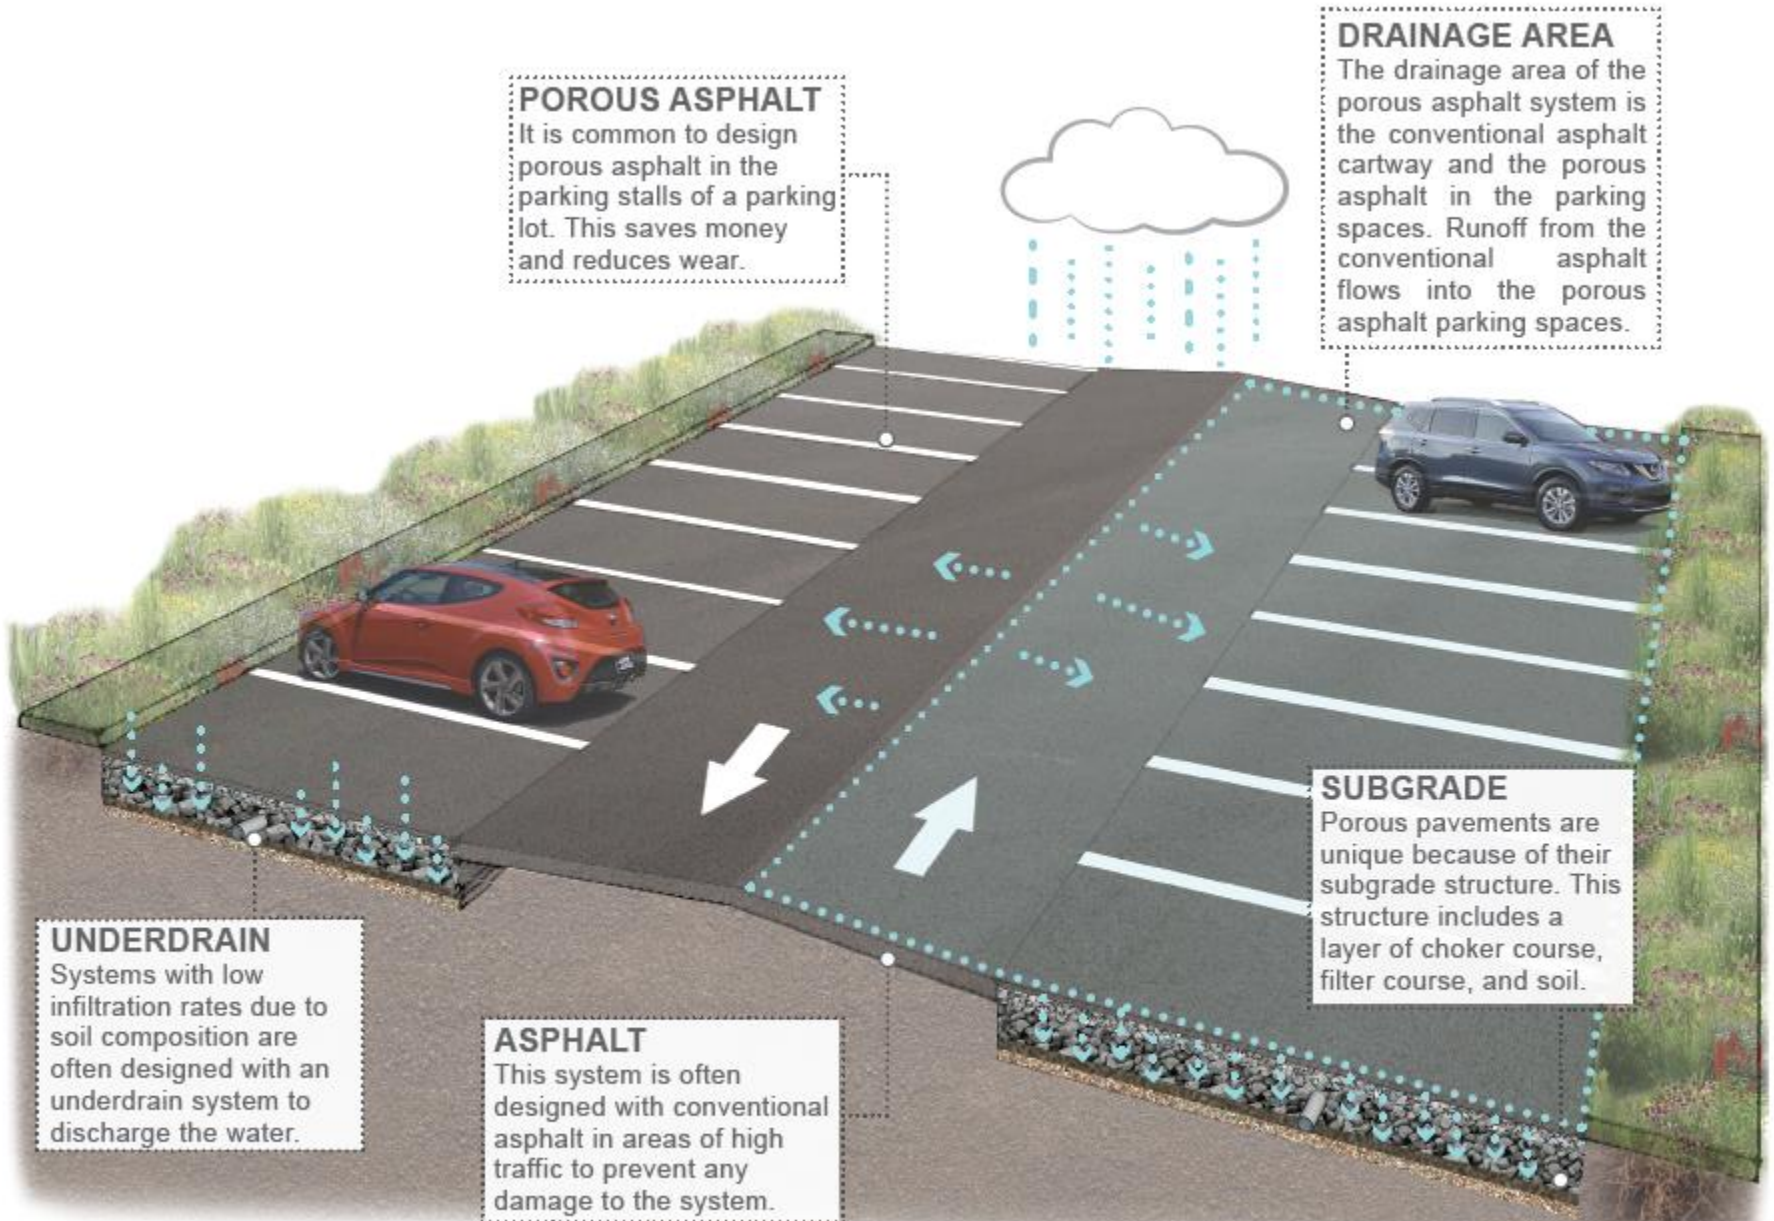 POROUS ASPHALT
It is common to design
porous asphalt in the
parking stalls of a parking
lot. This saves money
and reduces wear.
DRAINAGE AREA
The drainage area of the
porous asphalt system is
the conventional asphalt
cartway and the porous
asphalt in the parking
spaces. Runoff from the
conventional asphalt
flows into the porous
asphalt parking spaces.
UNDERDRAIN
Systems with low
infiltration rates due to
soil composition are
often designed with an
underdrain system to
discharge the water.
ASPHALT
This system is often
designed with conventional
asphalt in areas of high
traffic to prevent any
damage to the system.
SUBGRADE
Porous pavements are
unique because of their
subgrade structure. This
structure includes a
layer of choker course,
filter course, and soil.